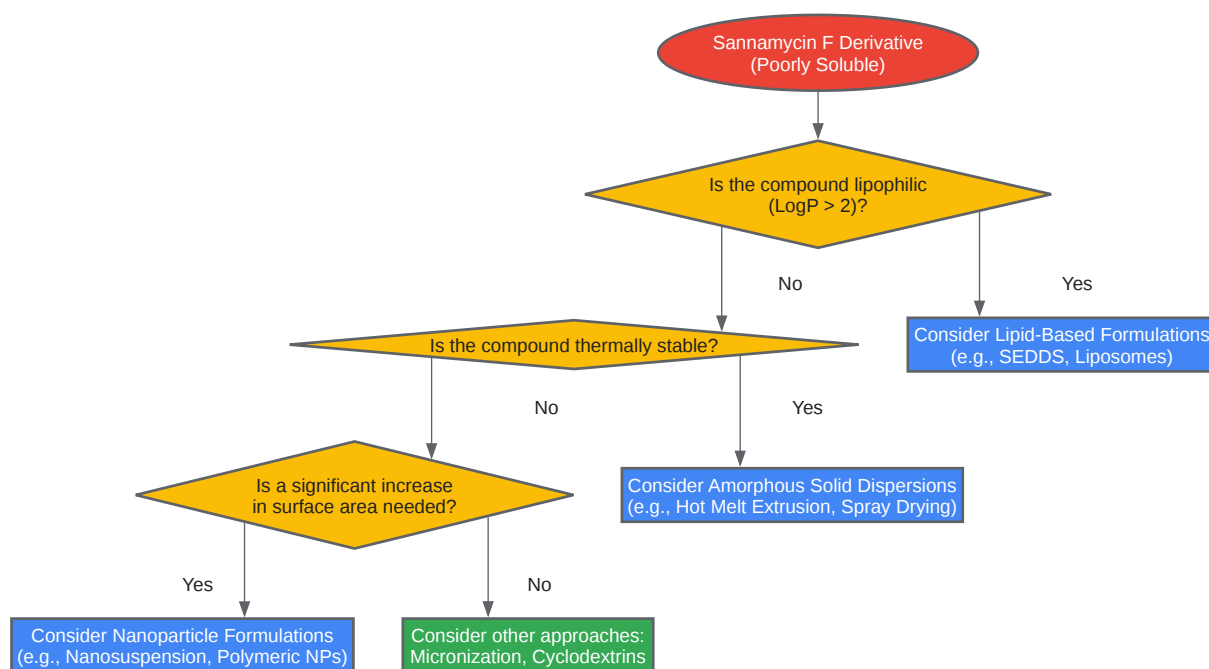 Sannamycin F Derivative
(Poorly Soluble)
Is the compound lipophilic
(LogP > 2)?
No
Yes
Consider Lipid-Based Formulations
(e.g., SEDDS, Liposomes)
Is the compound thermally stable?
No
Yes
Consider Amorphous Solid Dispersions
(e.g., Hot Melt Extrusion, Spray Drying)
Is a significant increase
in surface area needed?
Yes
No
Consider Nanoparticle Formulations
(e.g., Nanosuspension, Polymeric NPs)
Consider other approaches:
Micronization, Cyclodextrins